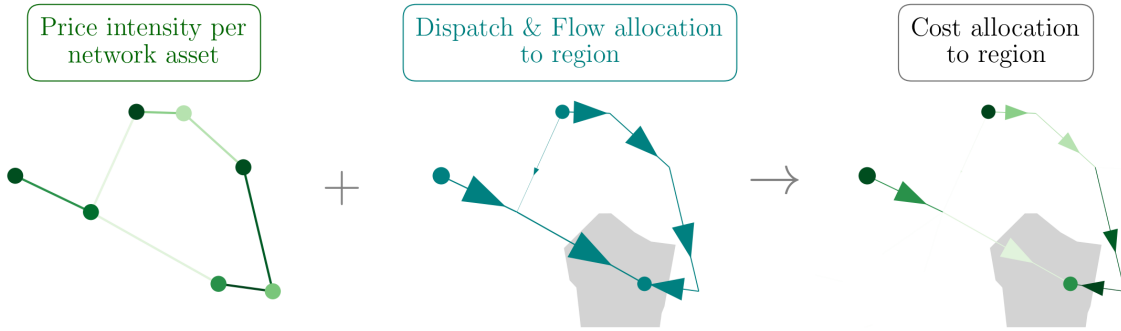 Price intensity per
network asset
Dispatch & Flow allocation
to region
Cost allocation
to region
+
→